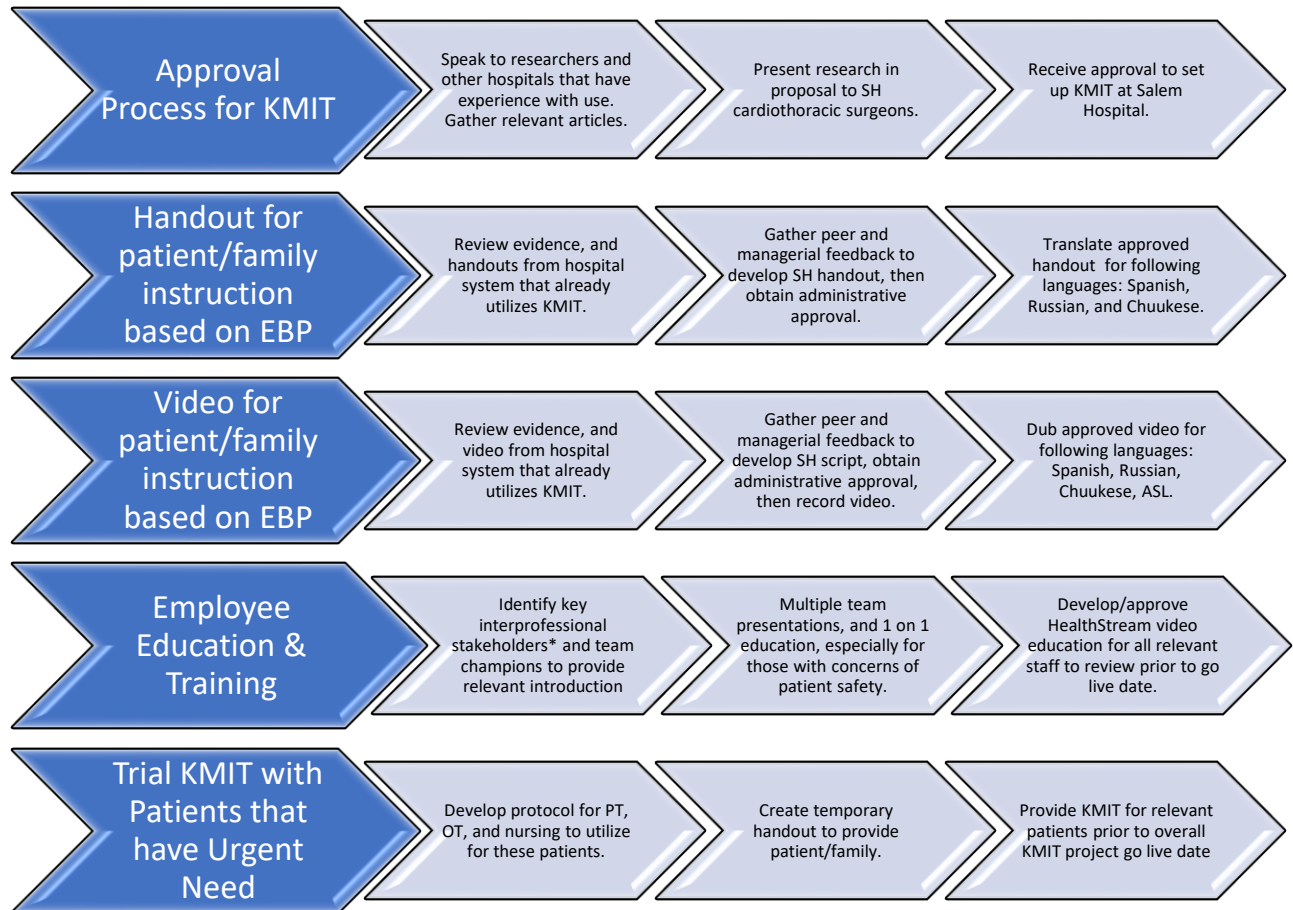 Approval
Process for KMIT
Speak to researchers and
other hospitals that have
experience with use.
Gather relevant articles.
Present research in
proposal to SH
cardiothoracic surgeons.
Receive approval to set
up KMIT at Salem
Hospital.
Handout for
patient/family
instruction
based on EBP
Review evidence, and
handouts from hospital
system that already
utilizes KMIT.
Gather peer and
managerial feedback to
develop SH handout, then
obtain administrative
approval.
Translate approved
handout for following
languages: Spanish,
Russian, and Chuukese.
Video for
patient/family
instruction
based on EBP
Review evidence, and
video from hospital
system that already
utilizes KMIT.
Gather peer and
managerial feedback to
develop SH script, obtain
administrative approval,
then record video.
Dub approved video for
following languages:
Spanish, Russian,
Chuukese, ASL.
Employee
Education &
Training
Identify key
interprofessional
stakeholders* and team
champions to provide
relevant introduction
Multiple team
presentations, and 1 on 1
education, especially for
those with concerns of
patient safety.
Develop/approve
HealthStream video
education for all relevant
staff to review prior to go
live date.
Trial KMIT with
Patients that
have Urgent
Need
Develop protocol for PT,
OT, and nursing to utilize
for these patients.
Create temporary
handout to provide
patient/family.
Provide KMIT for relevant
patients prior to overall
KMIT project go live date